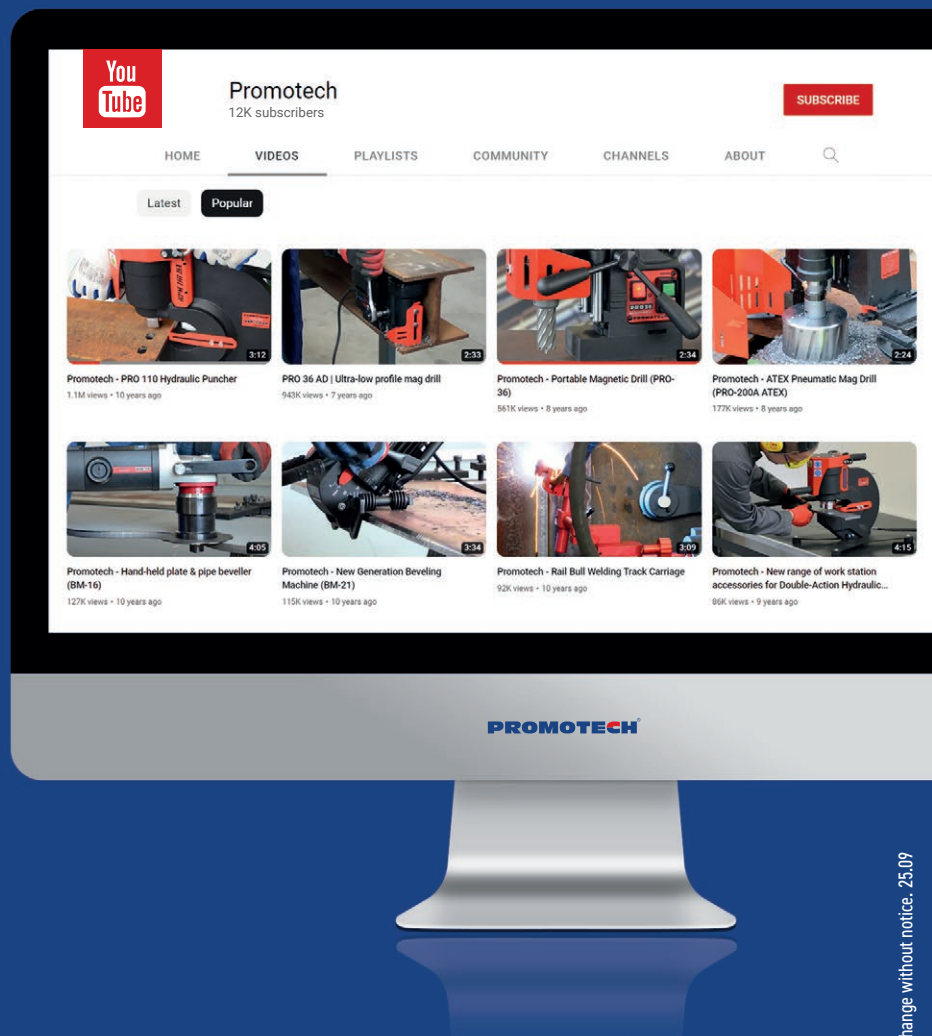 You
Tube
Promotech
12K subscribers
SUBSCRIBE
HOME VIDEOS PLAYLISTS COMMUNITY CHANNELS ABOUT
Latest Popular
3:12 2:33 2:34 2:24
Promotech - PRO 110 Hydraulic Puncher
1.1M views • 10 years ago
PRO 36 AD | Ultra-low profile mag drill
943K views • 7 years ago
Promotech - Portable Magnetic Drill (PRO-
36)
561K views • 8 years ago
Promotech - ATEX Pneumatic Mag Drill
(PRO-200A ATEX)
177K views • 8 years ago
4:05 3:34 3:09 4:15
Promotech - Hand-held plate & pipe beveller
(BM-16)
127K views • 10 years ago
Promotech - New Generation Beveling
Machine (BM-21)
115K views • 10 years ago
Promotech - Rail Bull Welding Track Carriage
92K views • 10 years ago
Promotech - New range of work station
accessories for Double-Action Hydraulic...
86K views • 9 years ago
PROMOTECH
hange without notice. 25.09